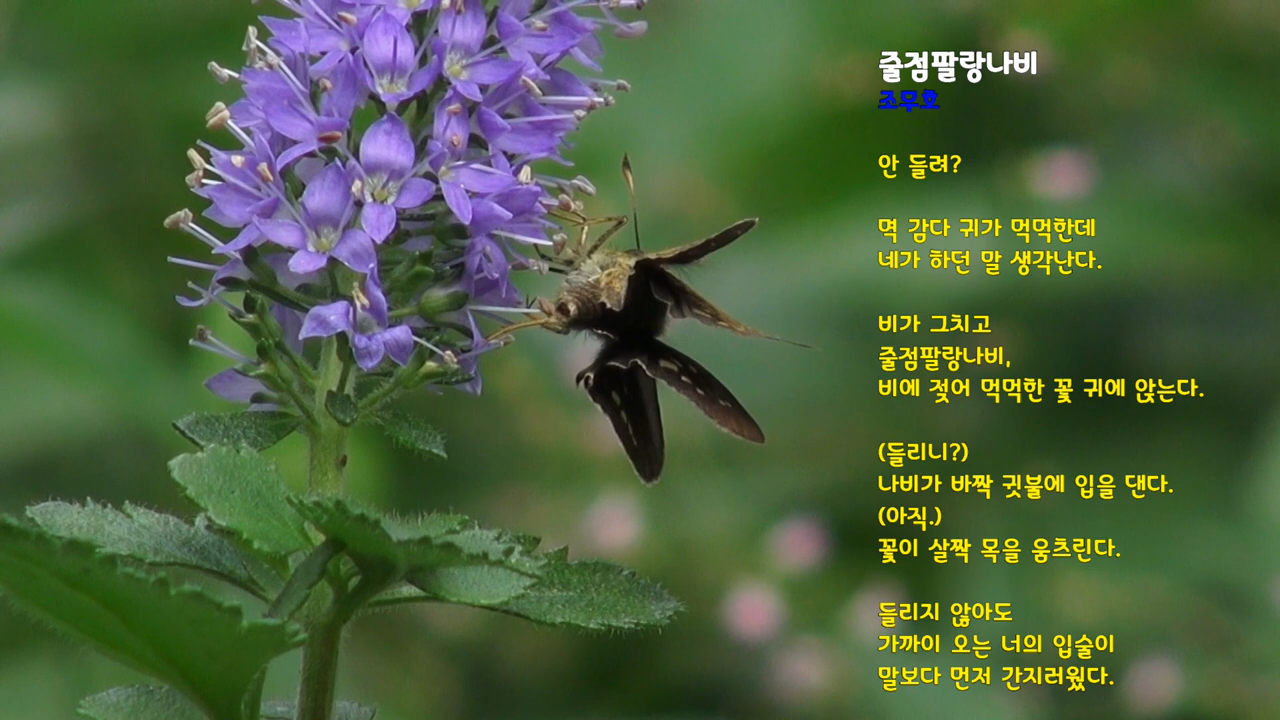 줄점팔랑나비
조무호
안 들려?
멱 감다 귀가 먹먹한데
네가 하던 말 생각난다.
비가 그치고
줄점팔랑나비,
비에 젖어 먹먹한 꽃 귀에 앉는다.
(들리니?)
나비가 바짝 귓불에 입을 댄다.
(아직.)
꽃이 살짝 목을 움츠린다.
들리지 않아도
가까이 오는 너의 입술이
말보다 먼저 간지러웠다.